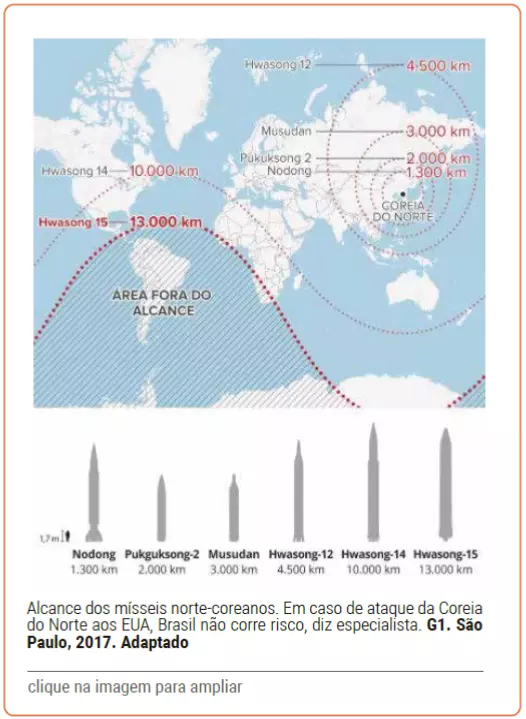 Hwasong 12 4.500 km
Musudan 3.000 km
Pukuksong 2 2.000 km
Nodong 1.300 km
COREIA
DO NORTE
Hwasong 14 10.000 km
Hwasong 15 13.000 km
ÁREA FORA DO
ALCANCE
1,7 m
Nodong Pukguksong-2 Musudan Hwasong-12 Hwasong-14 Hwasong-15
1.300 km 2.000 km 3.000 km 4.500 km 10.000 km 13.000 km
Alcance dos mísseis norte-coreanos. Em caso de ataque da Coreia
do Norte aos EUA, Brasil não corre risco, diz especialista. G1. São
Paulo, 2017. Adaptado
clique na imagem para ampliar